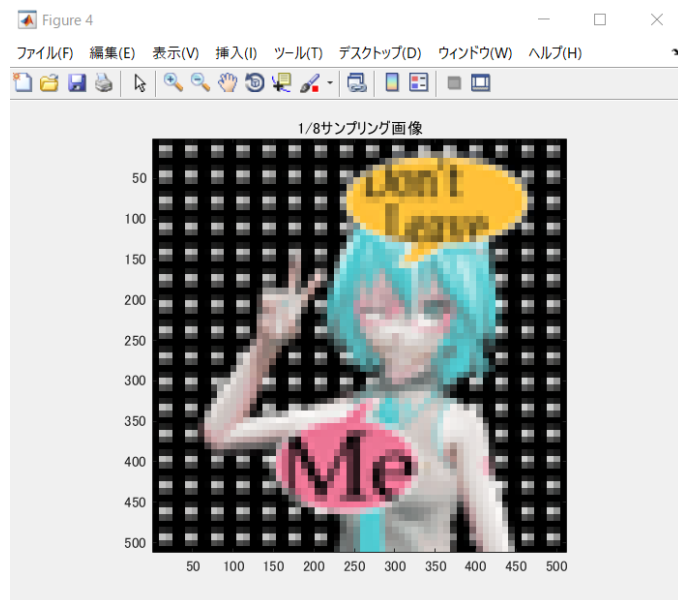 Figure 4
ファイル(F) 編集(E) 表示(V) 挿入(I) ツール(T) デスクトップ(D) ウィンドウ(W) ヘルプ(H)
1/8サンプリング画像
Don't
Leave
Me
50
100
150
200
250
300
350
400
450
500
50 100 150 200 250 300 350 400 450 500